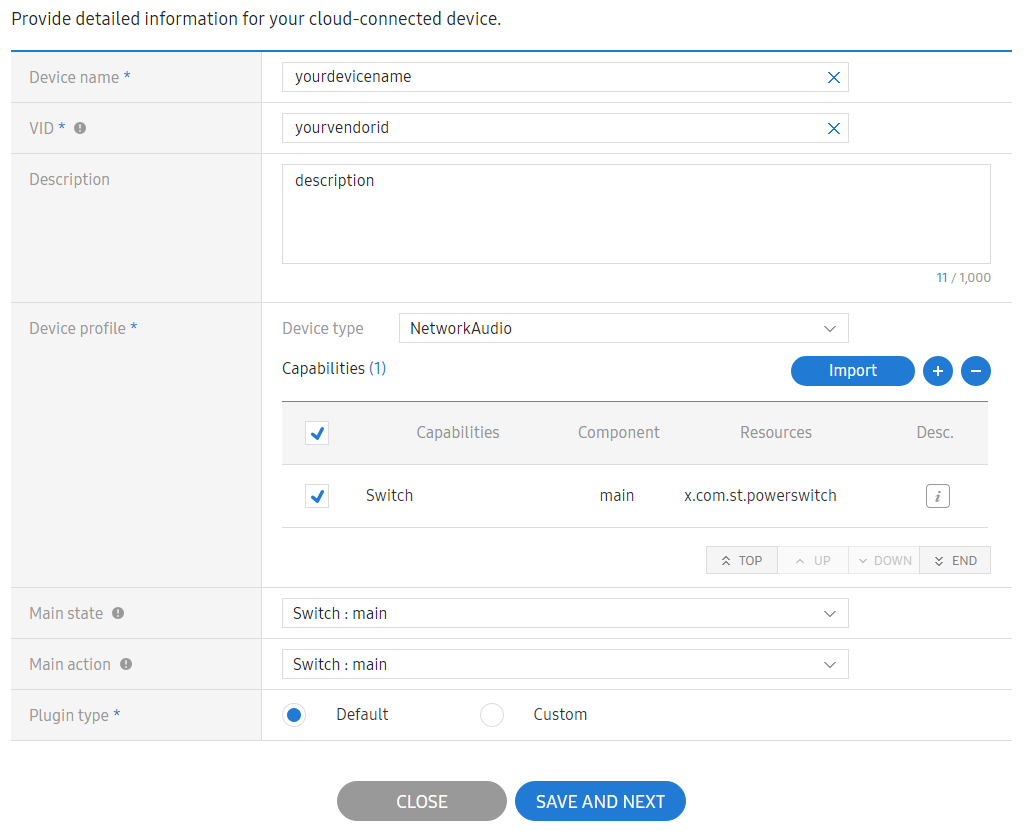 Provide detailed information for your cloud-connected device.
Device name * yourdevicename
VID * yourvendorid
Description description
11 / 1,000
Device profile * Device type NetworkAudio
Capabilities (1) Import
Capabilities Component Resources Desc.
Switch main x.com.st.powerswitch i
TOP UP DOWN END
Main state Switch : main
Main action Switch : main
Plugin type * Default Custom
CLOSE SAVE AND NEXT